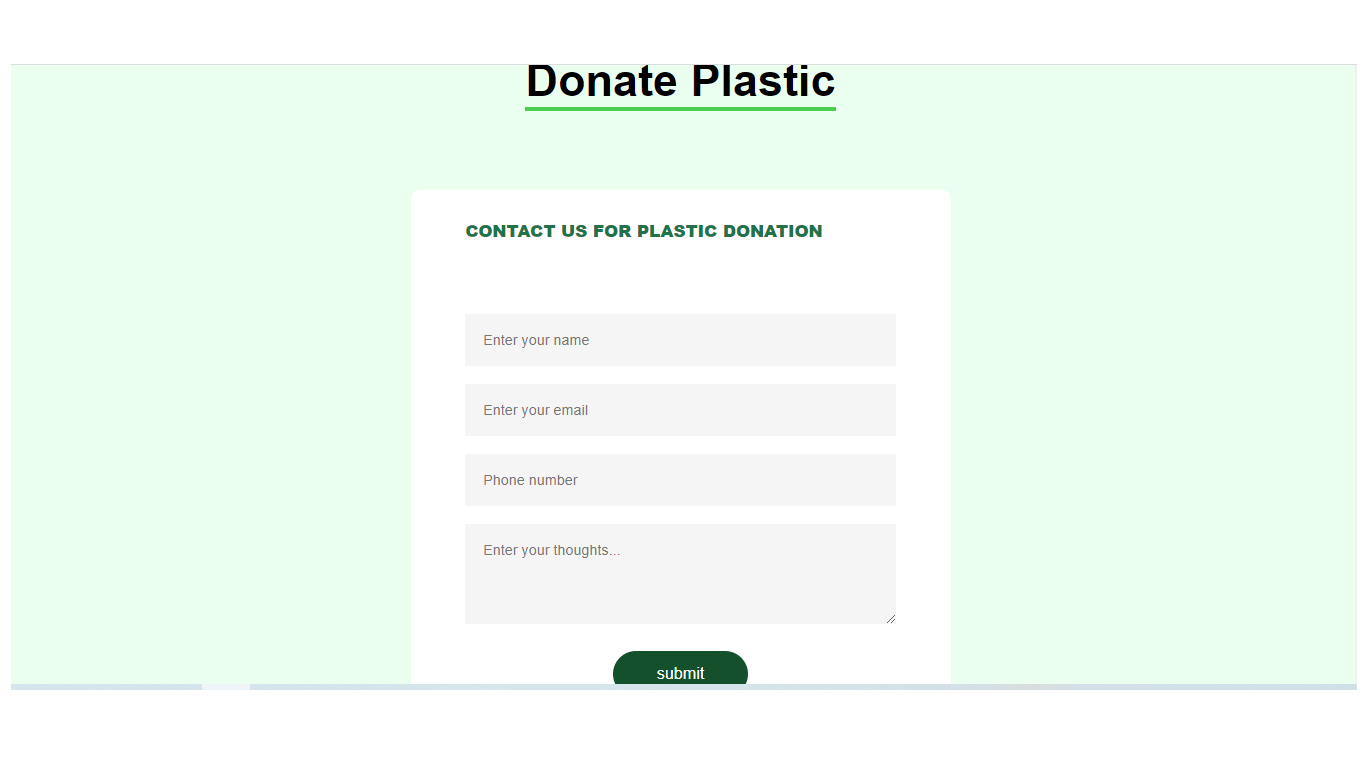 Donate Plastic
CONTACT US FOR PLASTIC DONATION
Enter your name
Enter your email
Phone number
Enter your thoughts...
submit